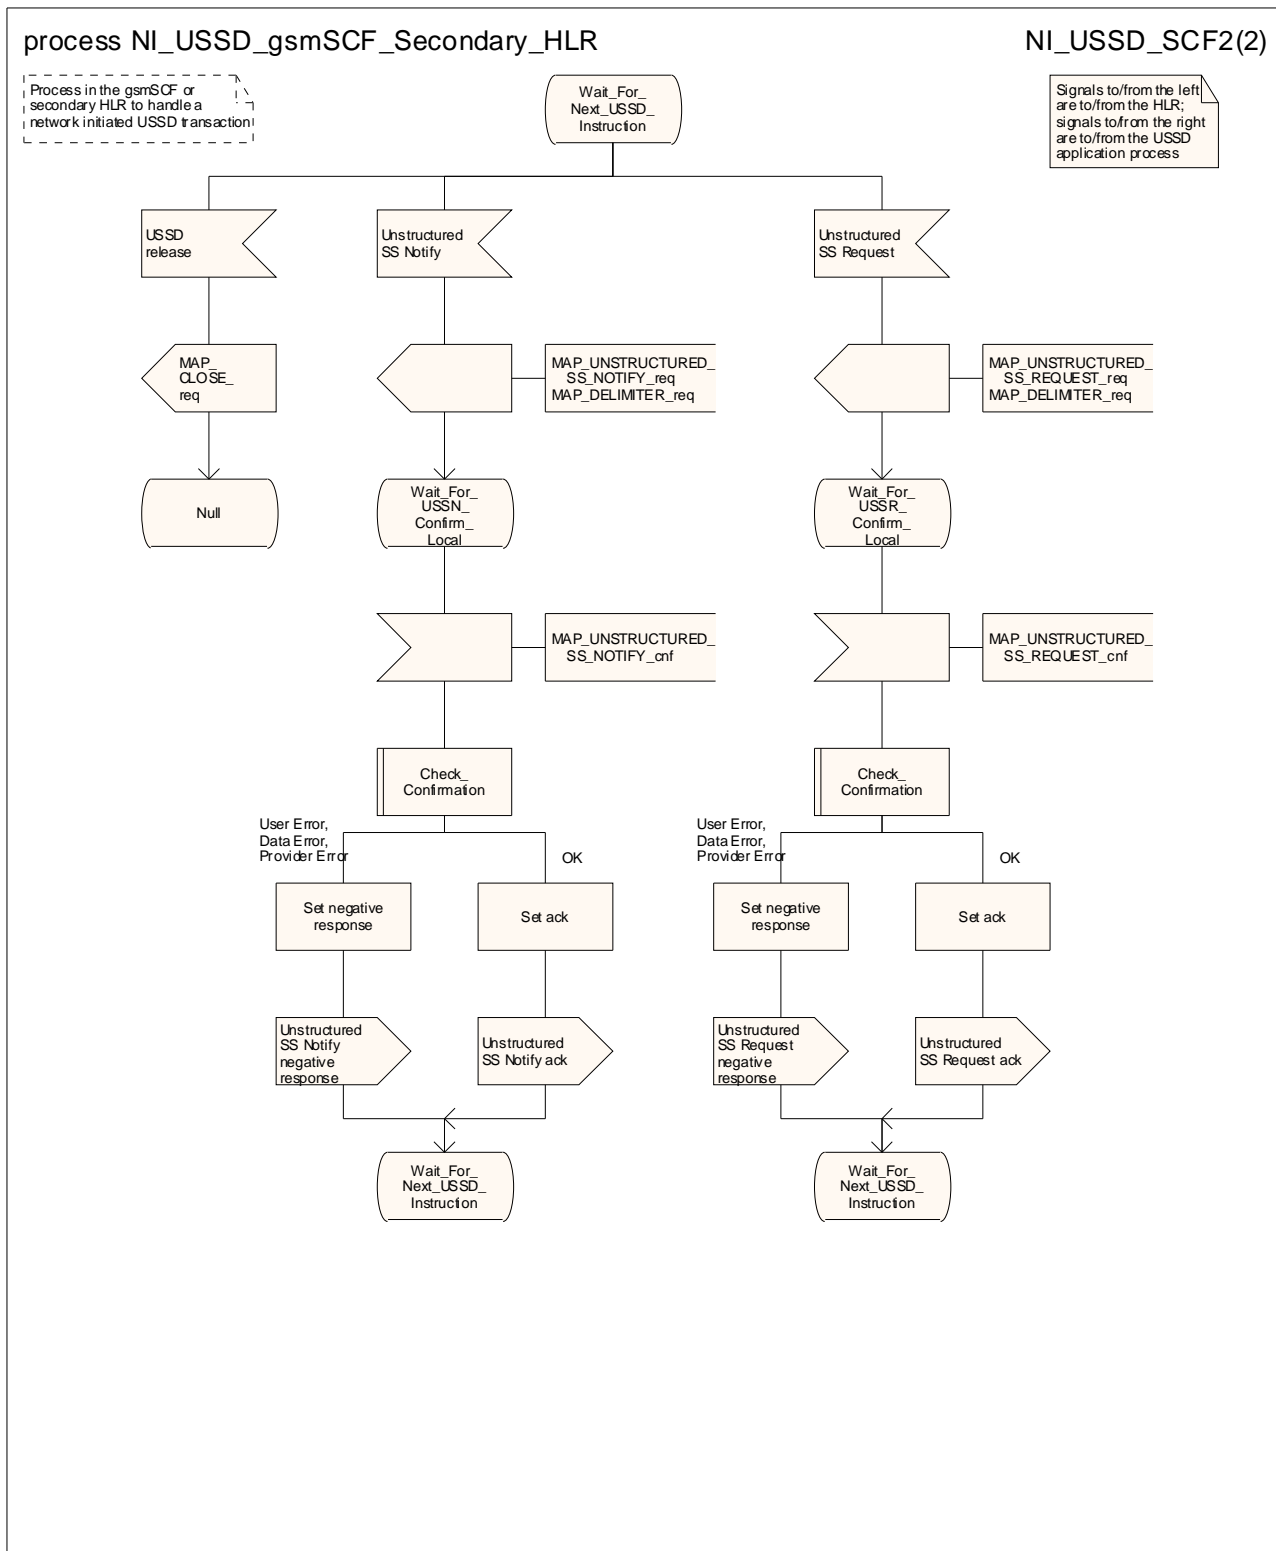 process NI_USSD_gsmSCF_Secondary_HLR
NI_USSD_SCF2(2)
Process in the gsmSCF or
secondary HLR to handle a
network initiated USSD transaction
Wait_For_
Next_USSD_
Instruction
Signals to/from the left
are to/from the HLR;
signals to/from the right
are to/from the USSD
application process
USSD
release
Unstructured
SS Notify
Unstructured
SS Request
MAP_
CLOSE_
req
MAP_UNSTRUCTURED_
SS_NOTIFY_req
MAP_DELIMITER_req
MAP_UNSTRUCTURED_
SS_REQUEST_req
MAP_DELIMITER_req
Null
Wait_For_
USSN_
Confirm_
Local
Wait_For_
USSR_
Confirm_
Local
MAP_UNSTRUCTURED_
SS_NOTIFY_cnf
MAP_UNSTRUCTURED_
SS_REQUEST_cnf
Check_
Confirmation
Check_
Confirmation
User Error,
Data Error,
Provider Error
OK
User Error,
Data Error,
Provider Error
OK
Set negative
response
Set ack
Set negative
response
Set ack
Unstructured
SS Notify
negative
response
Unstructured
SS Notify ack
Unstructured
SS Request
negative
response
Unstructured
SS Request ack
Wait_For_
Next_USSD_
Instruction
Wait_For_
Next_USSD_
Instruction